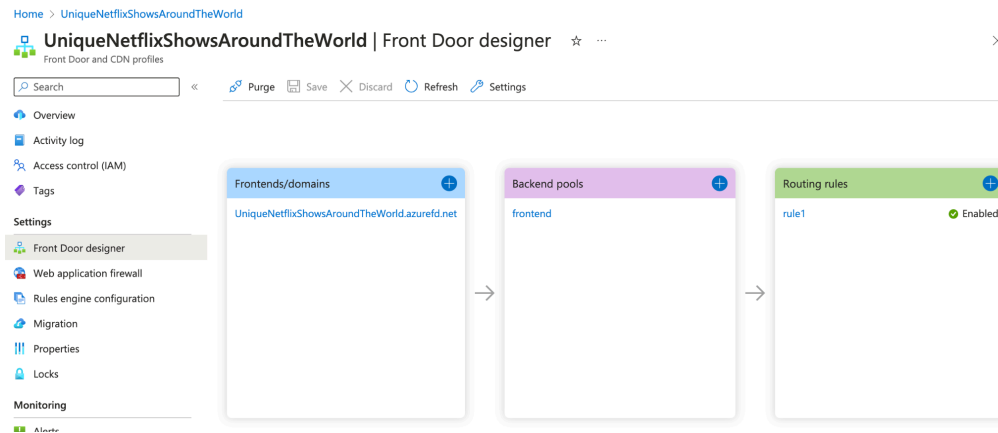 Home > UniqueNetflixShowsAroundTheWorld
UniqueNetflixShowsAroundTheWorld | Front Door designer
Front Door and CDN profiles
Search
Purge Save Discard Refresh Settings
Overview
Activity log
Access control (IAM)
Tags
Settings
Front Door designer
Web application firewall
Rules engine configuration
Migration
Properties
Locks
Monitoring
Alerts
Frontends/domains
UniqueNetflixShowsAroundTheWorld.azurefd.net
Backend pools
frontend
Routing rules
rule1 Enabled